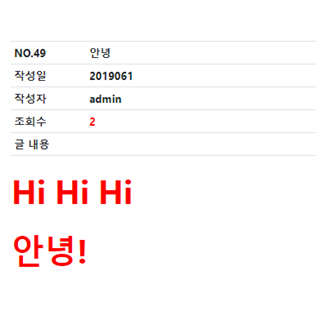 NO.49 안녕
작성일 2019061
작성자 admin
조회수 2
글 내용
Hi Hi Hi
안녕!